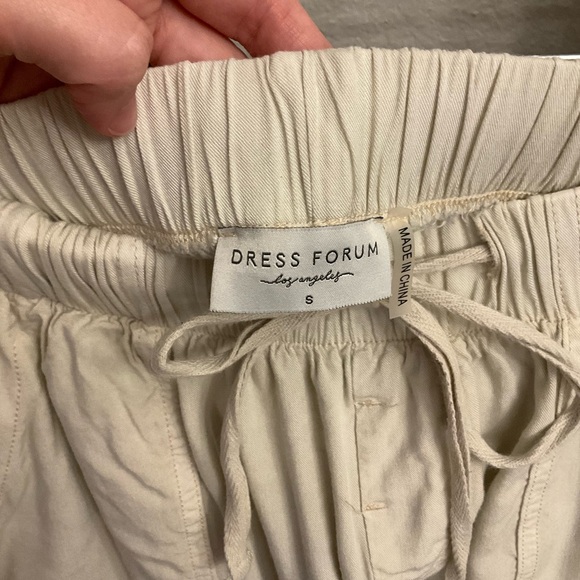 DRESS FORUM
los angeles
S
MADE IN CHINA